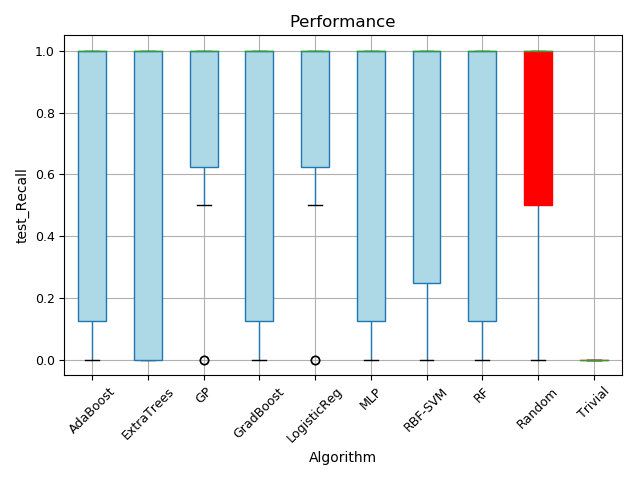 Performance
test_Recall
1.0
0.8
0.6
0.4
0.2
0.0
AdaBoost
ExtraTrees
GP
GradBoost
LogisticReg
MLP
RBF-SVM
RF
Random
Trivial
Algorithm